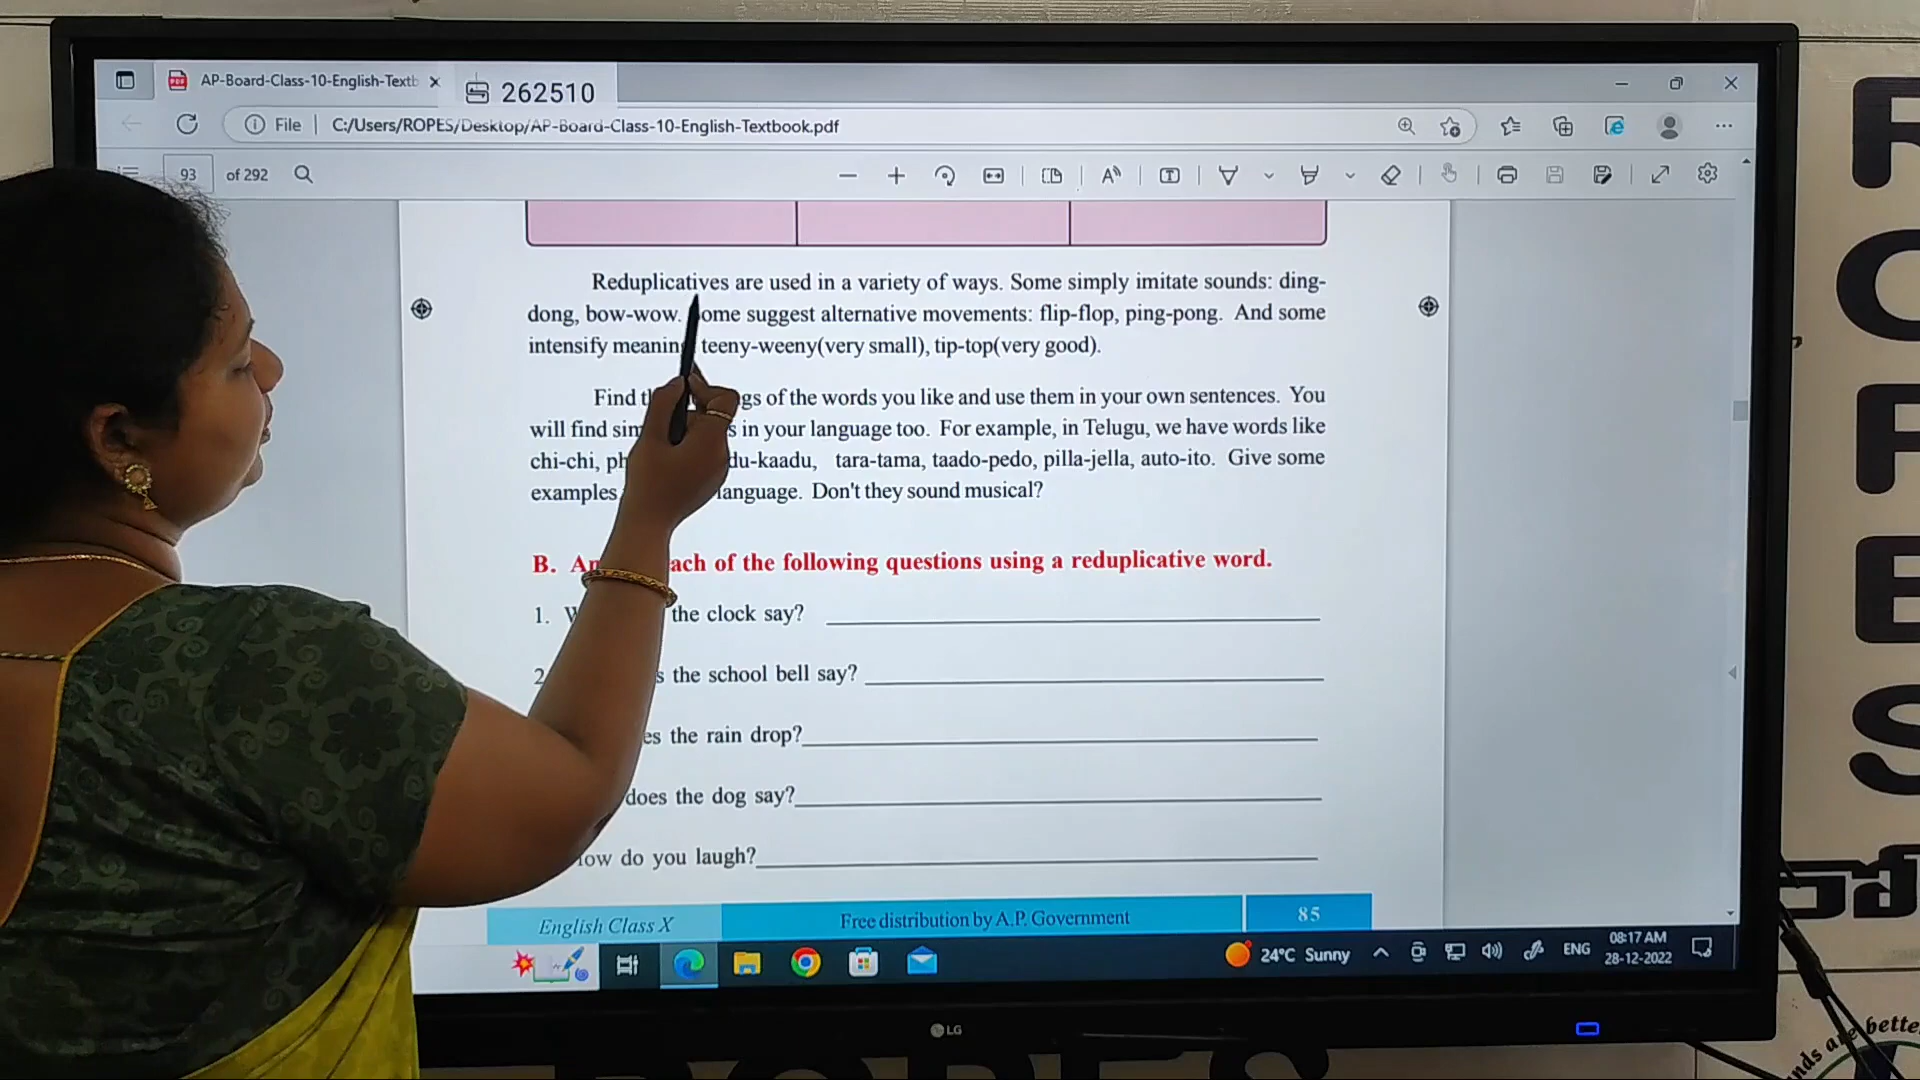 AP-Board-Class-10-English-Textb
262510
File C:/Users/ROPES/Desktop/AP-Board-Class-10-English-Textbook.pdf
93 of 292
Reduplicatives are used in a variety of ways. Some simply imitate sounds: ding-
dong, bow-wow. ome suggest alternative movements: flip-flop, ping-pong. And some
intensify meanin teeny-weeny(very small), tip-top(very good).
Find gs of the words you like and use them in your own sentences. You
will find sim s in your language too. For example, in Telugu, we have words like
chi-chi, ph du-kaadu, tara-tama, taado-pedo, pilla-jella, auto-ito. Give some
examples language. Don't they sound musical?
B. An ach of the following questions using a reduplicative word.
1. the clock say?
2 s the school bell say?
es the rain drop?
does the dog say?
ow do you laugh?
English Class X Free distribution by A.P. Government 85
24°C Sunny ENG 08:17 AM
28-12-2022
LG
ROPES